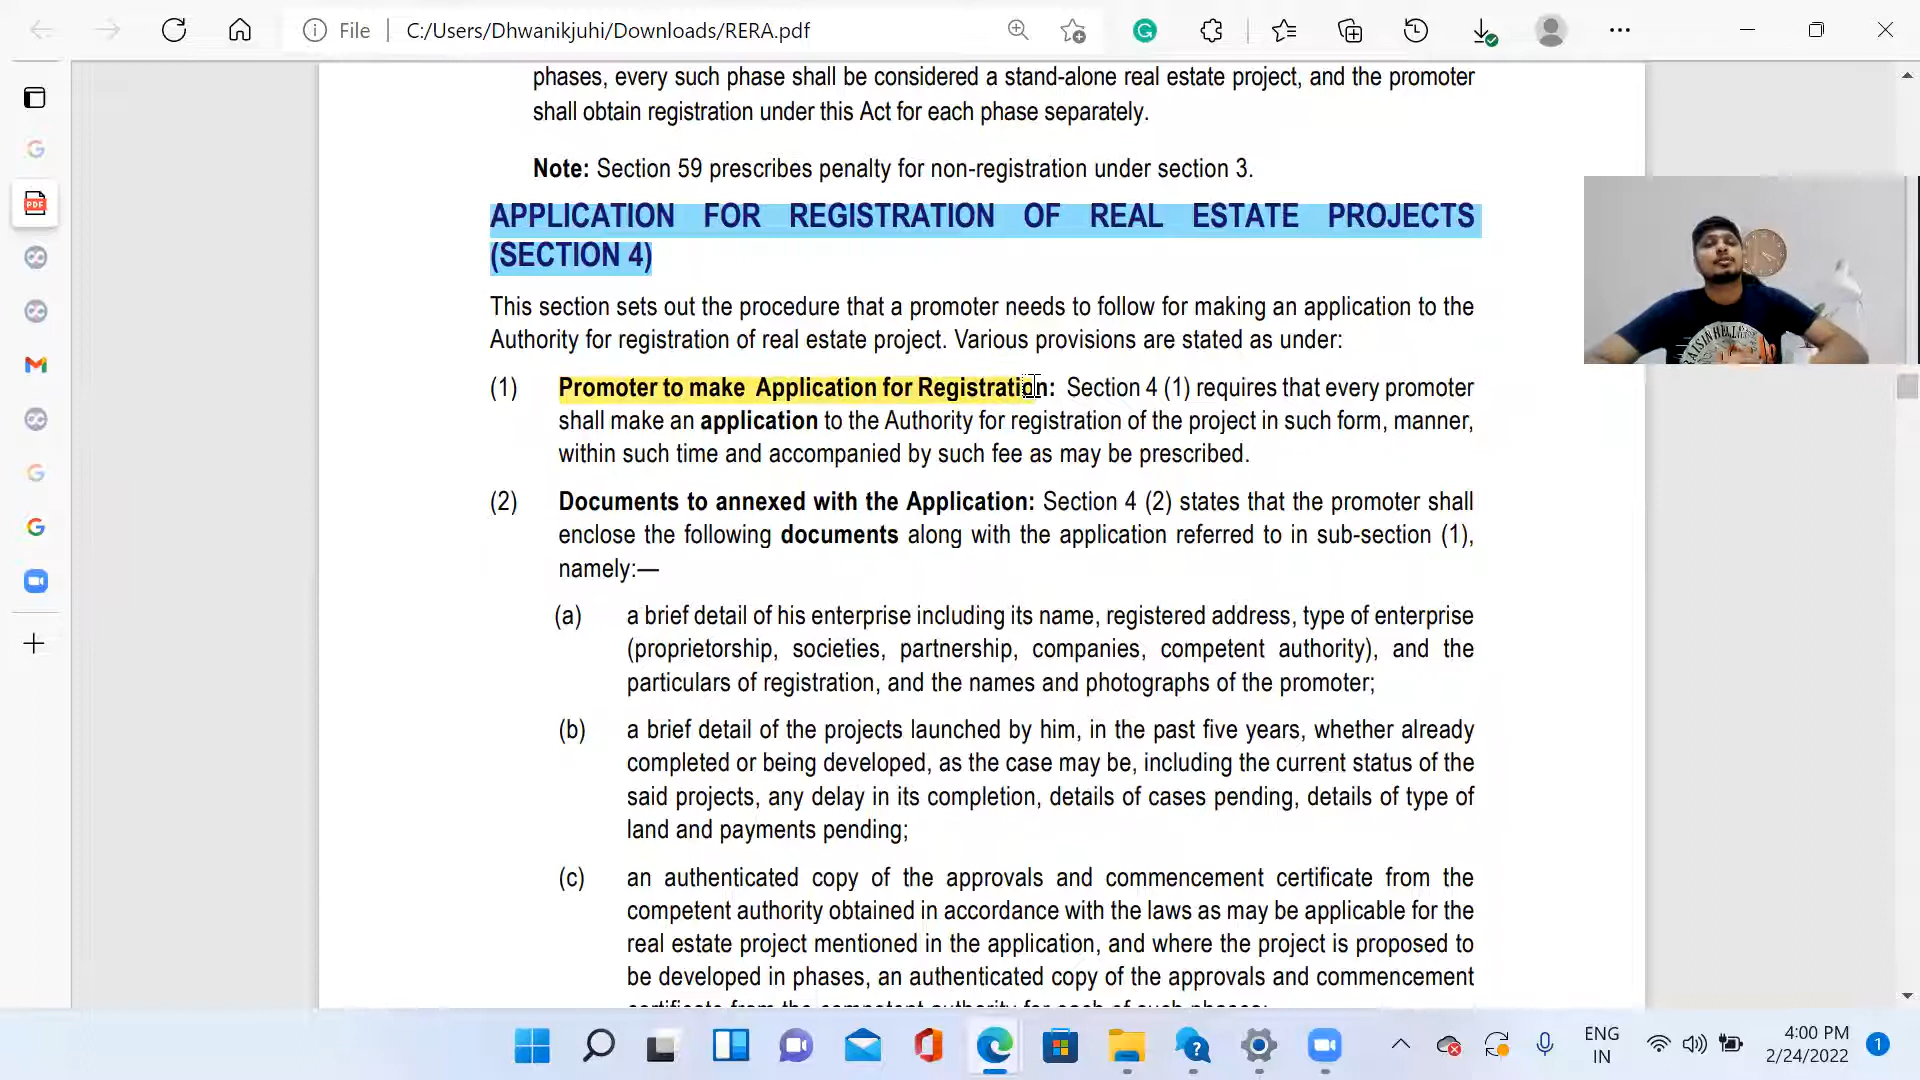 File
C:/Users/Dhwanikjuhi/Downloads/RERA.pdf
phases, every such phase shall be considered a stand-alone real estate project, and the promoter
shall obtain registration under this Act for each phase separately.
Note: Section 59 prescribes penalty for non-registration under section 3.
APPLICATION FOR REGISTRATION OF REAL ESTATE PROJECTS
(SECTION 4)
This section sets out the procedure that a promoter needs to follow for making an application to the
Authority for registration of real estate project. Various provisions are stated as under:
(1) Promoter to make Application for Registration: Section 4 (1) requires that every promoter
shall make an application to the Authority for registration of the project in such form, manner,
within such time and accompanied by such fee as may be prescribed.
(2) Documents to annexed with the Application: Section 4 (2) states that the promoter shall
enclose the following documents along with the application referred to in sub-section (1),
namely:—
(a) a brief detail of his enterprise including its name, registered address, type of enterprise
(proprietorship, societies, partnership, companies, competent authority), and the
particulars of registration, and the names and photographs of the promoter;
(b) a brief detail of the projects launched by him, in the past five years, whether already
completed or being developed, as the case may be, including the current status of the
said projects, any delay in its completion, details of cases pending, details of type of
land and payments pending;
(c) an authenticated copy of the approvals and commencement certificate from the
competent authority obtained in accordance with the laws as may be applicable for the
real estate project mentioned in the application, and where the project is proposed to
be developed in phases, an authenticated copy of the approvals and commencement
certificate from the competent authority for each of such phases;
ENG
IN
4:00 PM
2/24/2022
1